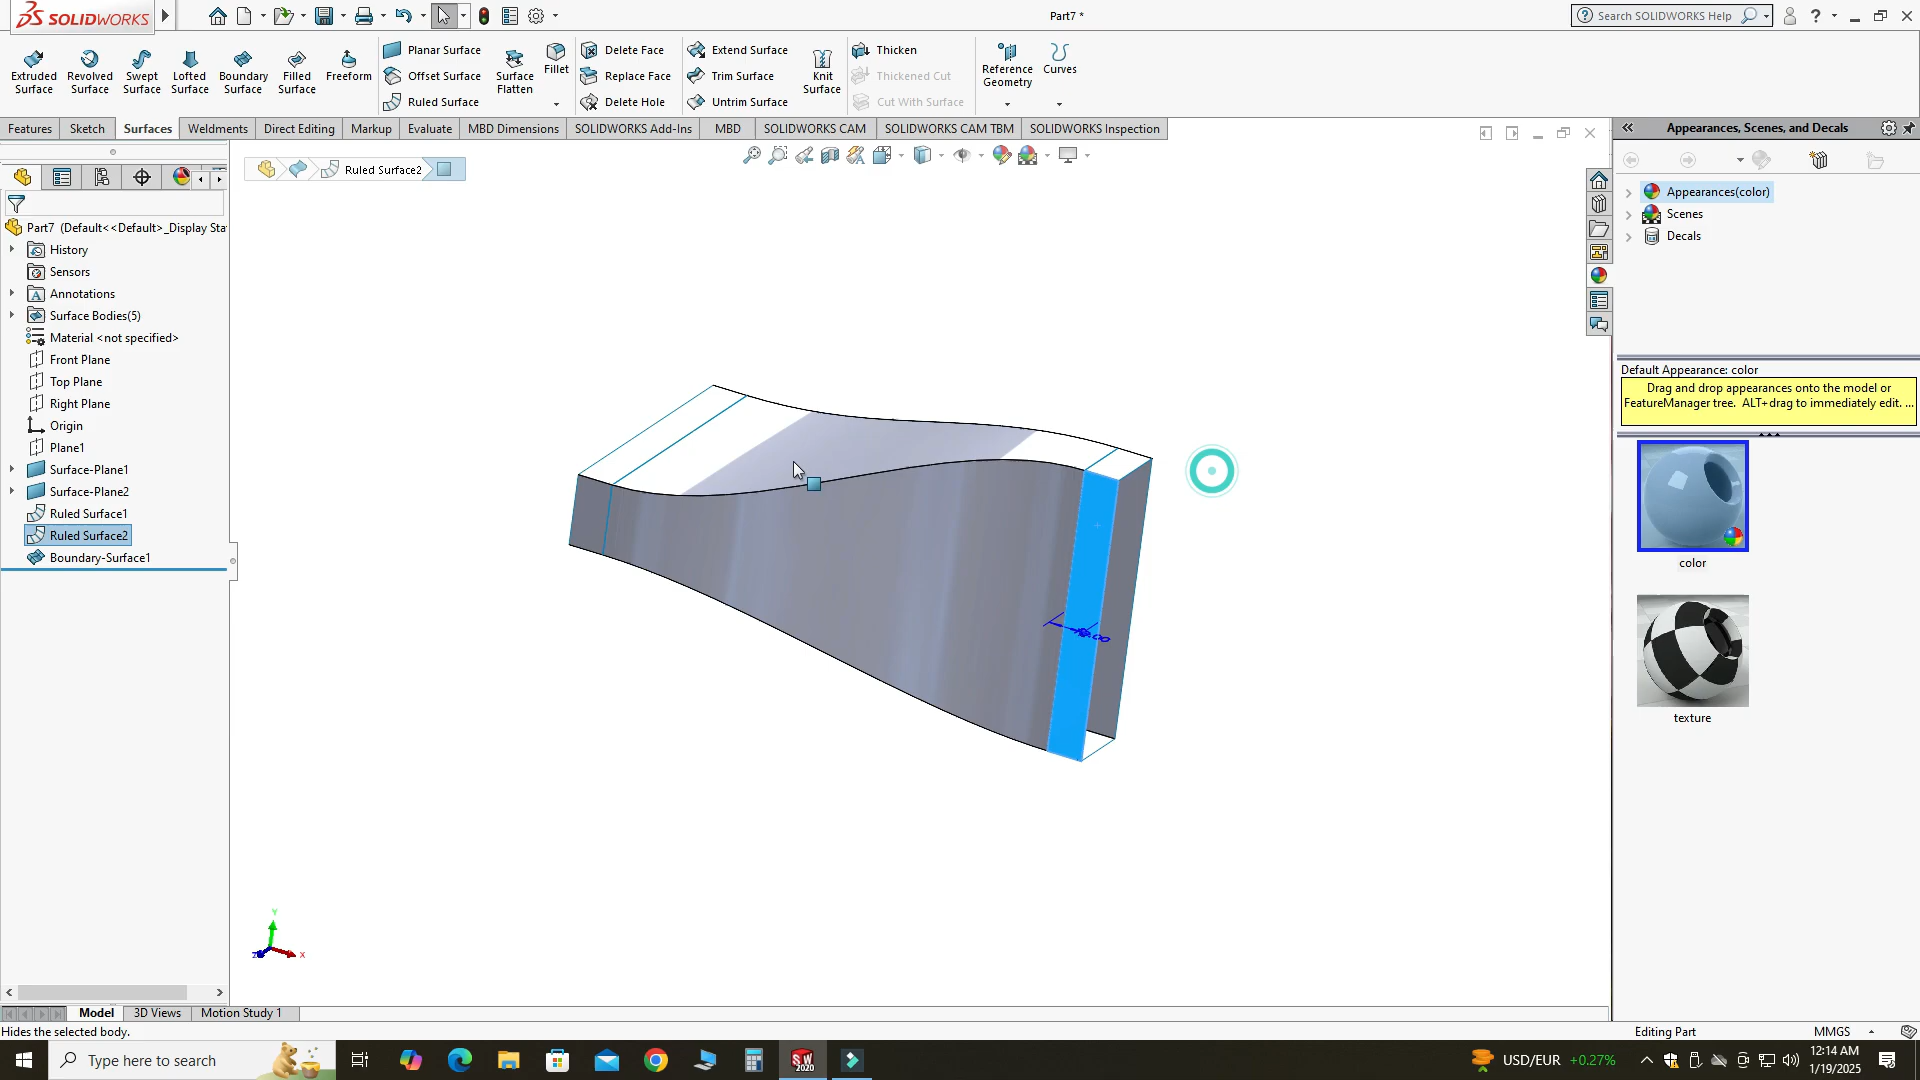 SOLIDWORKS
Part7 *
Search SOLIDWORKS Help
Extruded Surface
Revolved Surface
Swept Surface
Lofted Surface
Boundary Surface
Filled Surface
Freeform
Planar Surface
Offset Surface
Ruled Surface
Surface Flatten
Fillet
Delete Face
Replace Face
Delete Hole
Extend Surface
Trim Surface
Untrim Surface
Knit Surface
Thicken
Thickened Cut
Cut With Surface
Reference Geometry
Curves
Features
Sketch
Surfaces
Weldments
Direct Editing
Markup
Evaluate
MBD Dimensions
SOLIDWORKS Add-Ins
MBD
SOLIDWORKS CAM
SOLIDWORKS CAM TBM
SOLIDWORKS Inspection
Appearances, Scenes, and Decals
Ruled Surface2
Part7 (Default<<Default>_Display Sta
History
Sensors
Annotations
Surface Bodies(5)
Material <not specified>
Front Plane
Top Plane
Right Plane
Origin
Plane1
Surface-Plane1
Surface-Plane2
Ruled Surface1
Ruled Surface2
Boundary-Surface1
Appearances(color)
Scenes
Decals
Default Appearance: color
Drag and drop appearances onto the model or
FeatureManager tree. ALT+drag to immediately edit. ...
color
texture
Y
X
Z
Model
3D Views
Motion Study 1
Hides the selected body.
Editing Part
MMGS
Type here to search
SW 2020
USD/EUR +0.27%
12:14 AM
1/19/2025